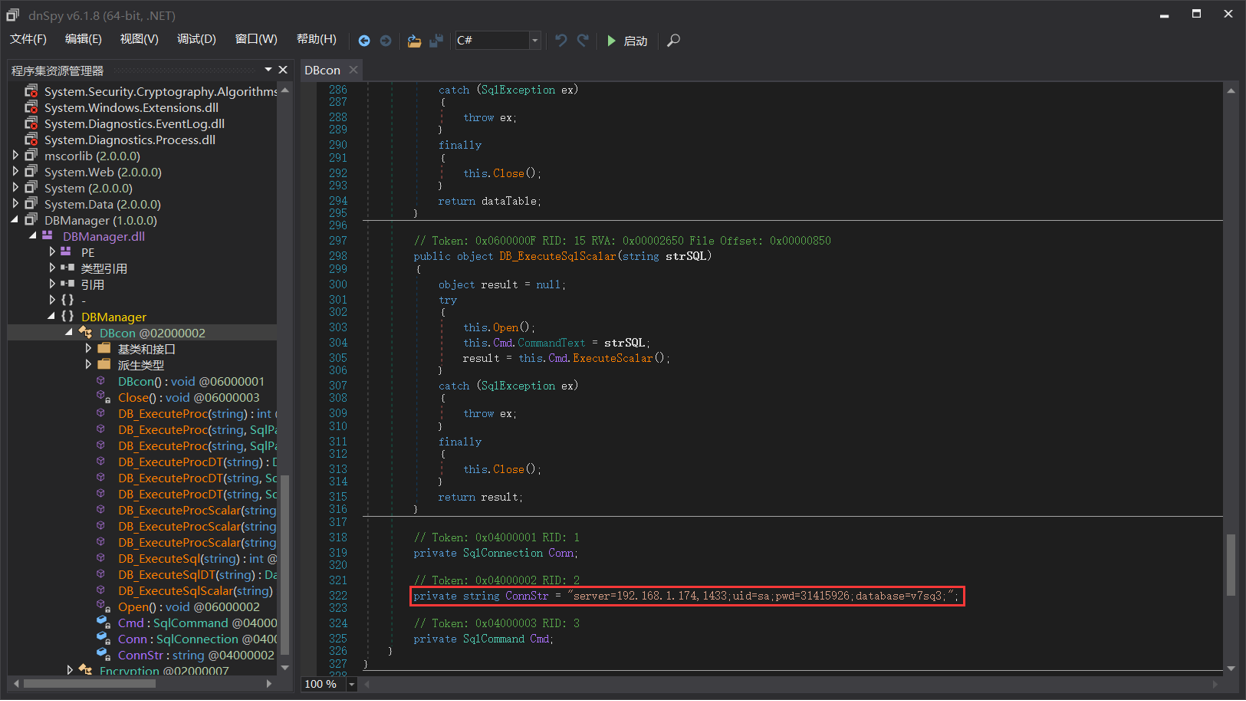 dnSpy v6.1.8 (64-bit, .NET)
文件(F) 编辑(E) 视图(V) 调试(D) 窗口(W) 帮助(H) C# 启动
程序集资源管理器
System.Security.Cryptography.Algorithms
System.Windows.Extensions.dll
System.Diagnostics.EventLog.dll
System.Diagnostics.Process.dll
mscorlib (2.0.0.0)
System.Web (2.0.0.0)
System (2.0.0.0)
System.Data (2.0.0.0)
DBManager (1.0.0.0)
DBManager.dll
PE
类型引用
引用
{ } -
{ } DBManager
DBcon @02000002
基类和接口
派生类型
DBcon() : void @06000001
Close() : void @06000003
DB_ExecuteProc(string) : int
DB_ExecuteProc(string, SqlPa
DB_ExecuteProc(string, SqlPa
DB_ExecuteProcDT(string) : D
DB_ExecuteProcDT(string, Sq
DB_ExecuteProcDT(string, Sq
DB_ExecuteProcScalar(string
DB_ExecuteProcScalar(string
DB_ExecuteProcScalar(string
DB_ExecuteSql(string) : int @
DB_ExecuteSqlDT(string) : Da
DB_ExecuteSqlScalar(string)
Open() : void @06000002
Cmd : SqlCommand @04000
Conn : SqlConnection @040
ConnStr : string @04000002
Encryption @02000007
DBcon
286 catch (SqlException ex)
287 {
288 throw ex;
289 }
290 finally
291 {
292 this.Close();
293 }
294 return dataTable;
295 }
296
297 // Token: 0x0600000F RID: 15 RVA: 0x00002650 File Offset: 0x00000850
298 public object DB_ExecuteSqlScalar(string strSQL)
299 {
300 object result = null;
301 try
302 {
303 this.Open();
304 this.Cmd.CommandText = strSQL;
305 result = this.Cmd.ExecuteScalar();
306 }
307 catch (SqlException ex)
308 {
309 throw ex;
310 }
311 finally
312 {
313 this.Close();
314 }
315 return result;
316 }
317
318 // Token: 0x04000001 RID: 1
319 private SqlConnection Conn;
320
321 // Token: 0x04000002 RID: 2
322 private string ConnStr = "server=192.168.1.174,1433;uid=sa;pwd=31415926;database=v7sq3;";
323
324 // Token: 0x04000003 RID: 3
325 private SqlCommand Cmd;
326 }
327 }
328
100 %